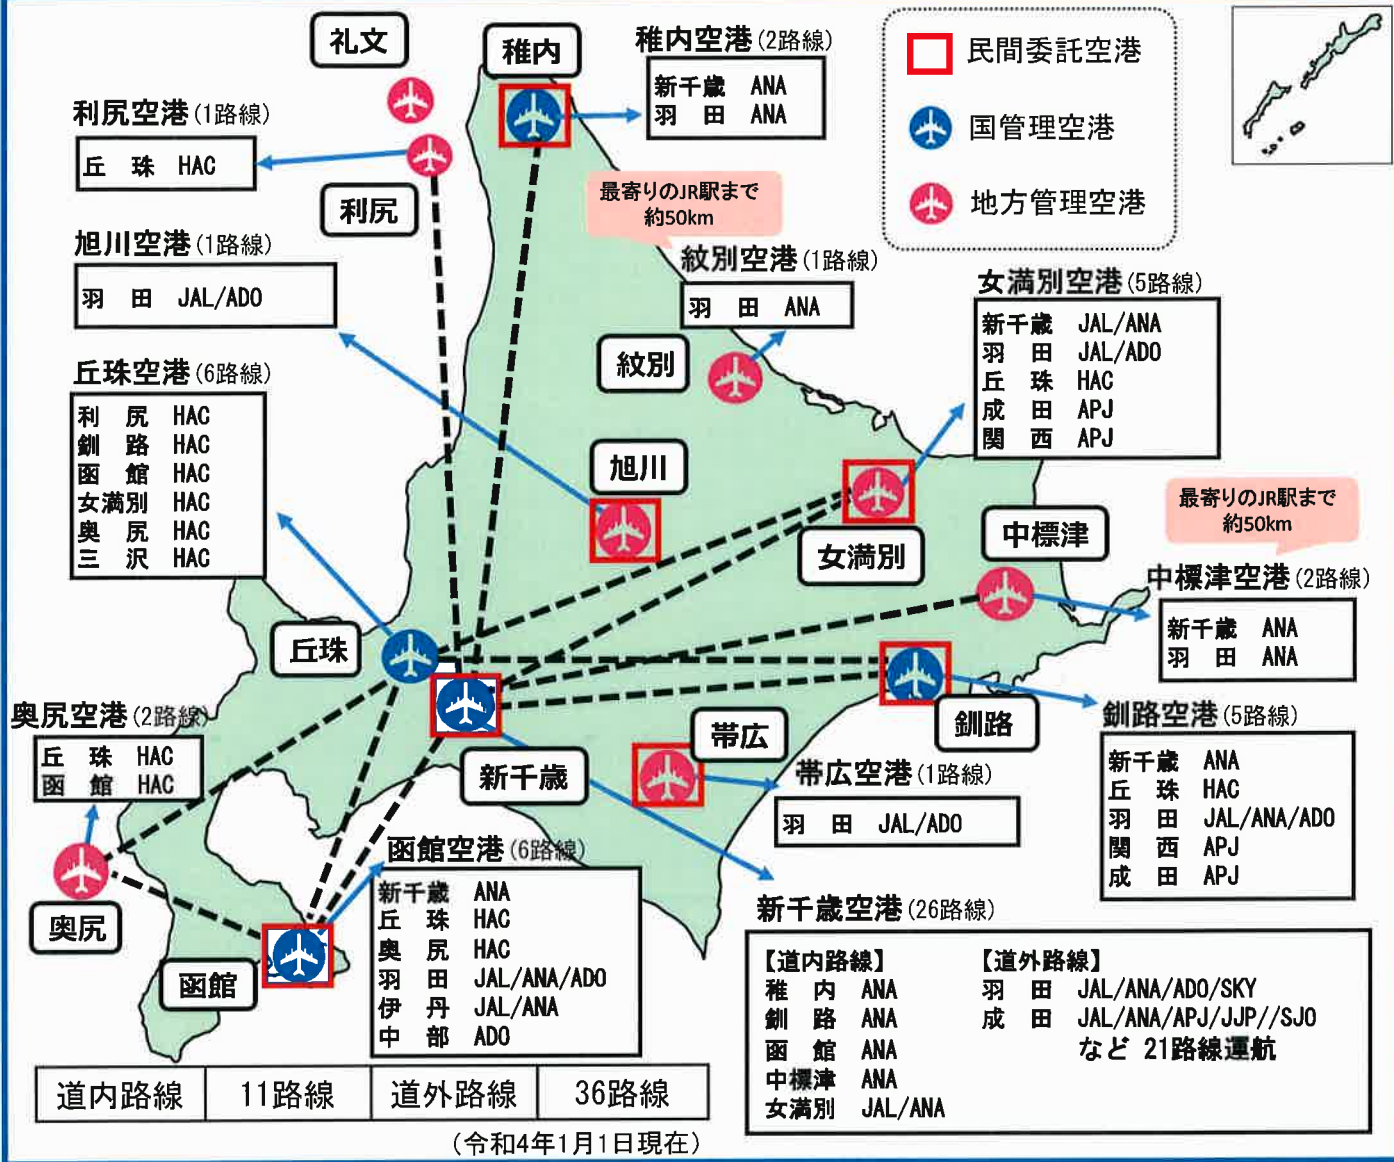 礼文
稚内
稚内空港(2路線)
新千歳 ANA
羽田 ANA
民間委託空港
国管理空港
地方管理空港
利尻空港(1路線)
丘珠 HAC
利尻
最寄りのJR駅まで
約50km
旭川空港(1路線)
羽田 JAL/ADO
紋別空港(1路線)
羽田 ANA
紋別
女満別空港(5路線)
新千歳 JAL/ANA
羽田 JAL/ADO
丘珠 HAC
成田 APJ
関西 APJ
丘珠空港(6路線)
利尻 HAC
釧路 HAC
函館 HAC
女満別 HAC
奥尻 HAC
三沢 HAC
旭川
女満別
中標津
最寄りのJR駅まで
約50km
中標津空港(2路線)
新千歳 ANA
羽田 ANA
丘珠
新千歳
帯広
釧路
釧路空港(5路線)
新千歳 ANA
丘珠 HAC
羽田 JAL/ANA/ADO
関西 APJ
成田 APJ
奥尻空港(2路線)
丘珠 HAC
函館 HAC
奥尻
帯広空港(1路線)
羽田 JAL/ADO
函館
函館空港(6路線)
新千歳 ANA
丘珠 HAC
奥尻 HAC
羽田 JAL/ANA/ADO
伊丹 JAL/ANA
中部 ADO
新千歳空港(26路線)
【道内路線】
稚内 ANA
釧路 ANA
函館 ANA
中標津 ANA
女満別 JAL/ANA
【道外路線】
羽田 JAL/ANA/ADO/SKY
成田 JAL/ANA/APJ/JJP//SJO
など 21路線運航
道内路線 11路線 道外路線 36路線
(令和4年1月1日現在)